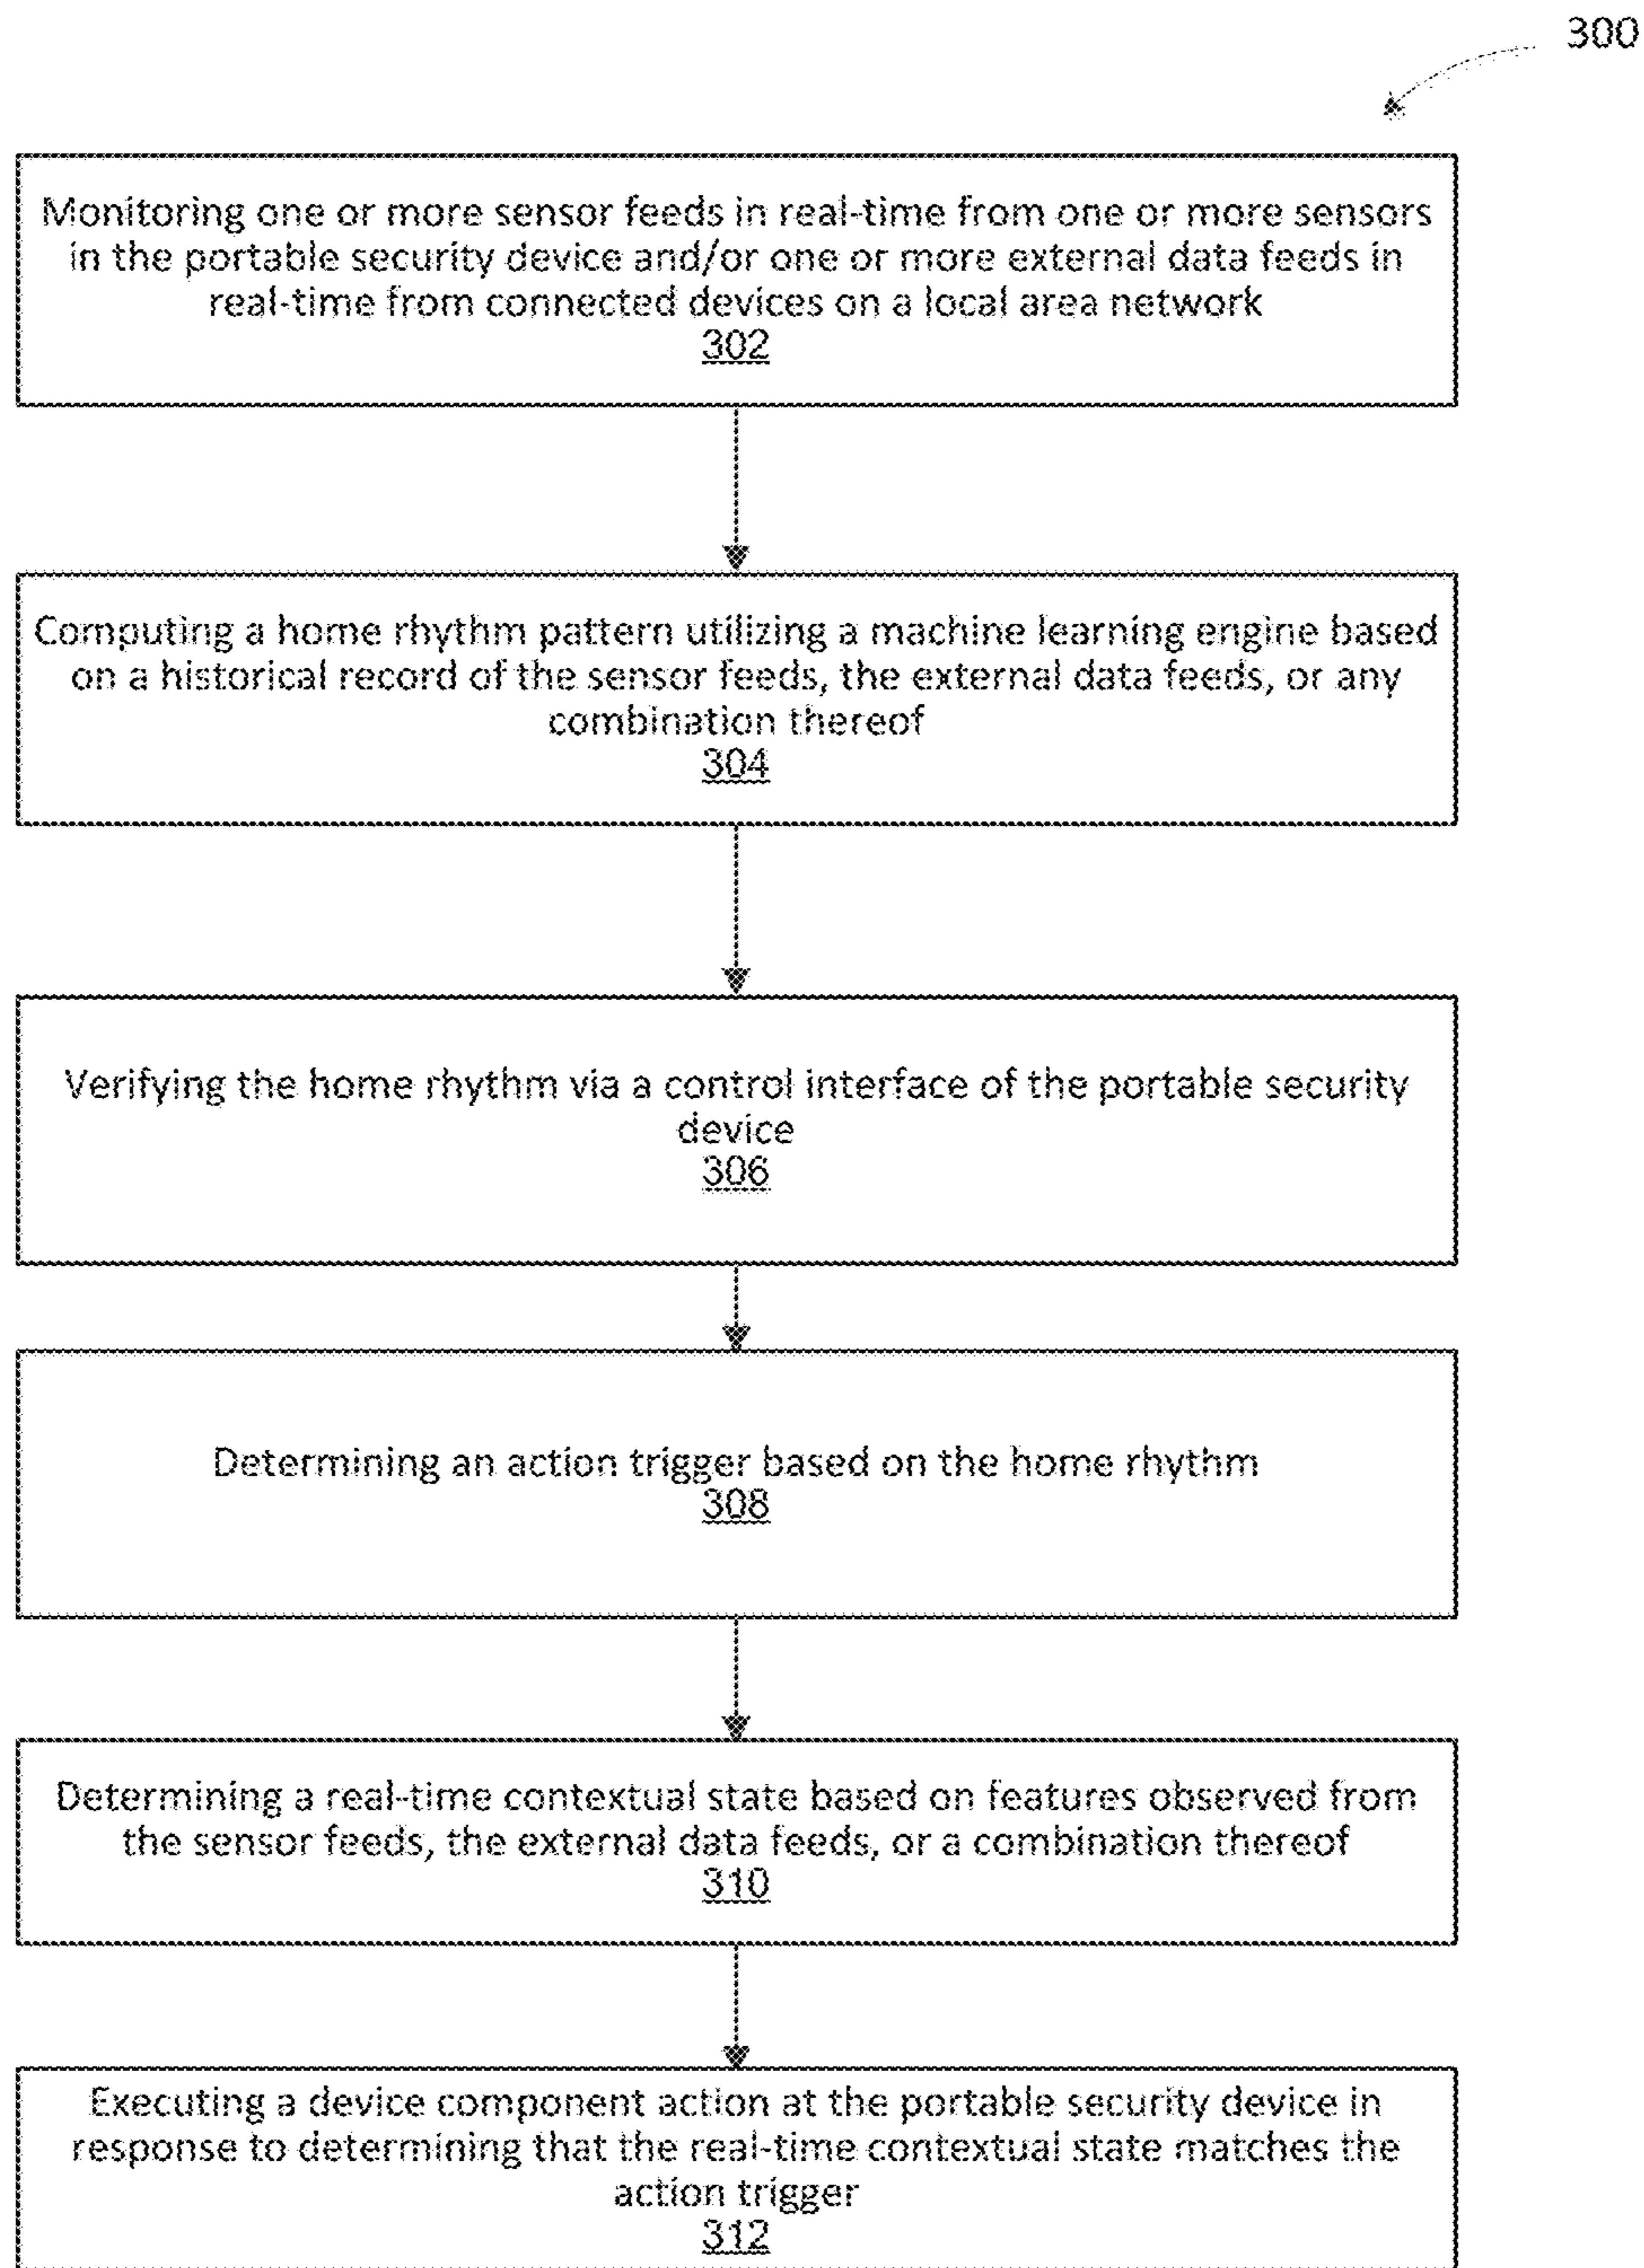 300
Monitoring one or more sensor feeds in real-time from one or more sensors
in the portable security device and/or one or more external data feeds in
real-time from connected devices on a local area network
302
Computing a home rhythm pattern utilizing a machine learning engine based
on a historical record of the sensor feeds, the external data feeds, or any
combination thereof
304
Verifying the home rhythm via a control interface of the portable security
device
306
Determining an action trigger based on the home rhythm
308
Determining a real-time contextual state based on features observed from
the sensor feeds, the external data feeds, or a combination thereof
310
Executing a device component action at the portable security device in
response to determining that the real-time contextual state matches the
action trigger
312